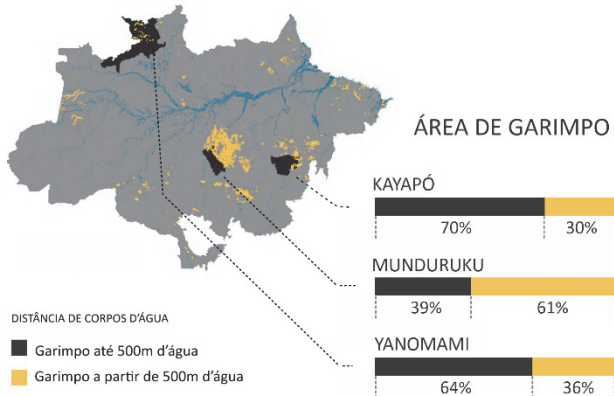 ÁREA DE GARIMPO
KAYAPÓ
70% 30%
MUNDURUKU
39% 61%
YANOMAMI
64% 36%
DISTÂNCIA DE CORPOS D'ÁGUA
Garimpo até 500m d'água
Garimpo a partir de 500m d'água